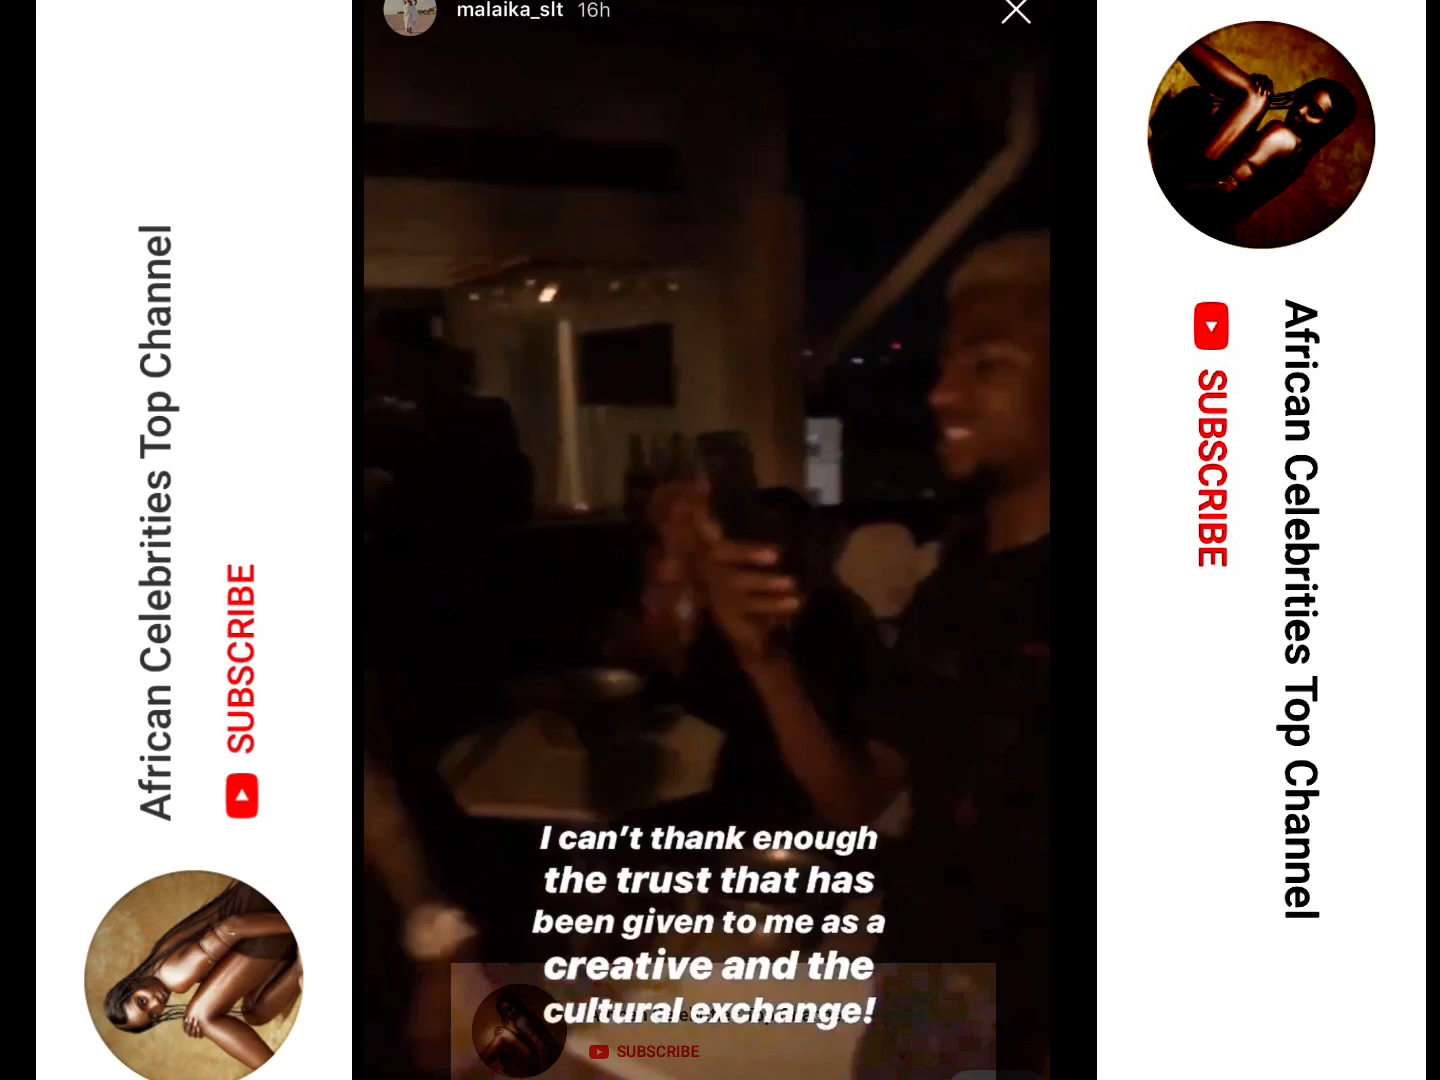 malaika_slt 16h
African Celebrities Top Channel
SUBSCRIBE
African Celebrities Top Channel
SUBSCRIBE
I can't thank enough
the trust that has
been given to me as a
creative and the
cultural exchange!
SUBSCRIBE